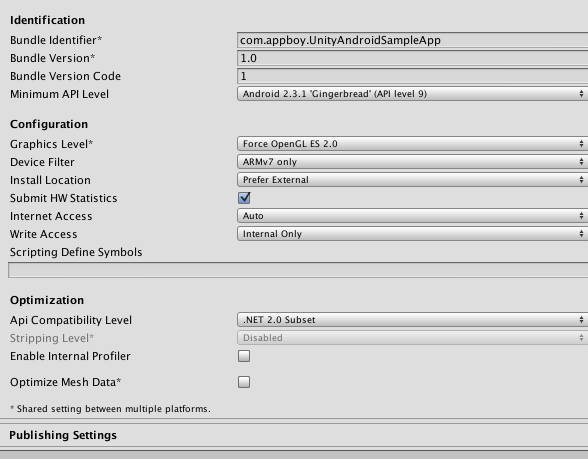 Identification
Bundle Identifier* com.appboy.UnityAndroidSampleApp
Bundle Version* 1.0
Bundle Version Code 1
Minimum API Level Android 2.3.1 'Gingerbread' (API level 9)
Configuration
Graphics Level* Force OpenGL ES 2.0
Device Filter ARMv7 only
Install Location Prefer External
Submit HW Statistics
Internet Access Auto
Write Access Internal Only
Scripting Define Symbols
Optimization
Api Compatibility Level .NET 2.0 Subset
Stripping Level* Disabled
Enable Internal Profiler
Optimize Mesh Data*
* Shared setting between multiple platforms.
Publishing Settings